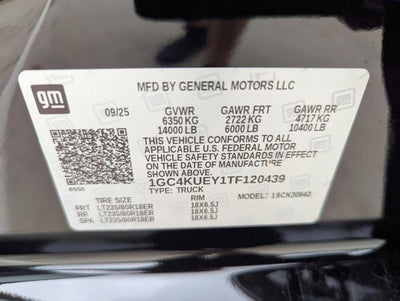 gm
MFD BY GENERAL MOTORS LLC
09/25 GVWR GAWR FRT GAWR RR
6350 KG 2722 KG 4717 KG
14000 LB 6000 LB 10400 LB
THIS VEHICLE CONFORMS TO ALL
APPLICABLE U.S. FEDERAL MOTOR
VEHICLE SAFETY STANDARDS IN EFFECT
ON THE DATE OF MANUFACTURE
SHOWN ABOVE.
1GC4KUEY1TF120439
TYPE: TRUCK MODEL:
TIRE SIZE RIM
FRT LT235/80R18ER 18X6.5J
RR LT235/80R18ER 18X6.5J
SPA LT235/80R18ER 18X6.5J